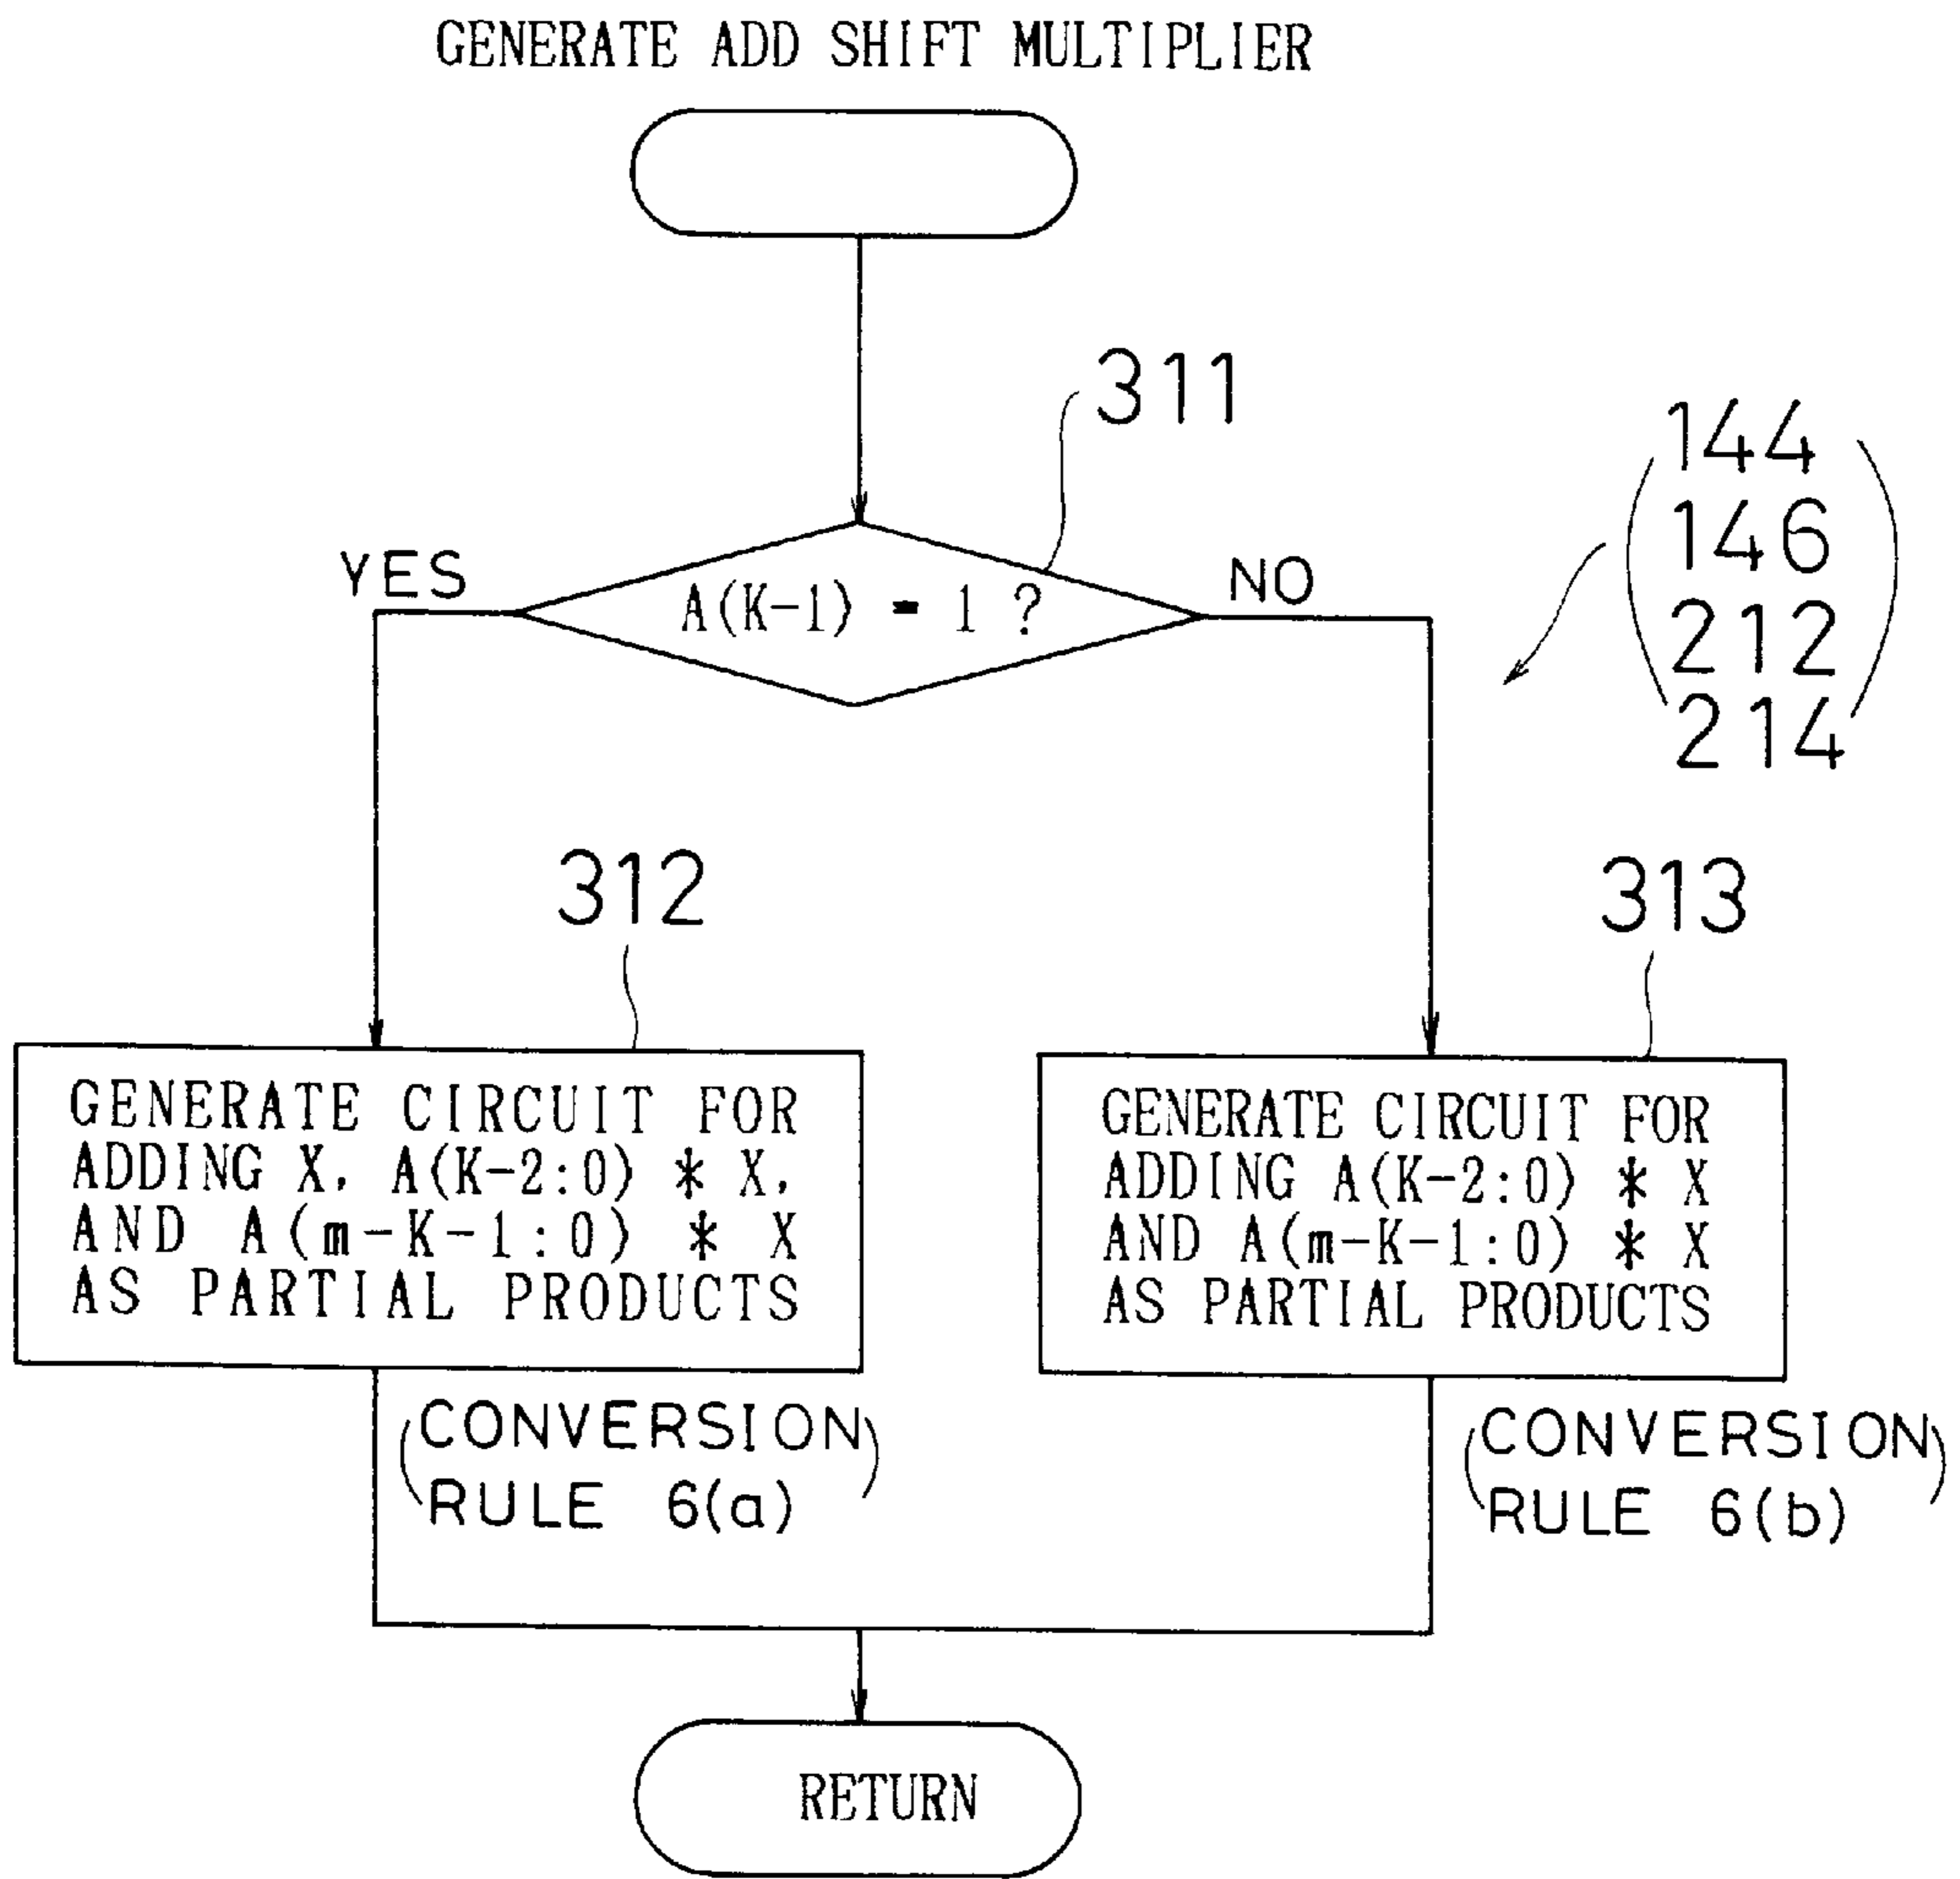 GENERATE ADD SHIFT MULTIPLIER
311
144
146
212
214
YES
A(K-1) = 1 ?
NO
312
313
GENERATE CIRCUIT FOR
ADDING X, A(K-2:0) * X,
AND A(m-K-1:0) * X
AS PARTIAL PRODUCTS
GENERATE CIRCUIT FOR
ADDING A(K-2:0) * X
AND A(m-K-1:0) * X
AS PARTIAL PRODUCTS
(CONVERSION
RULE 6(a))
(CONVERSION
RULE 6(b))
RETURN